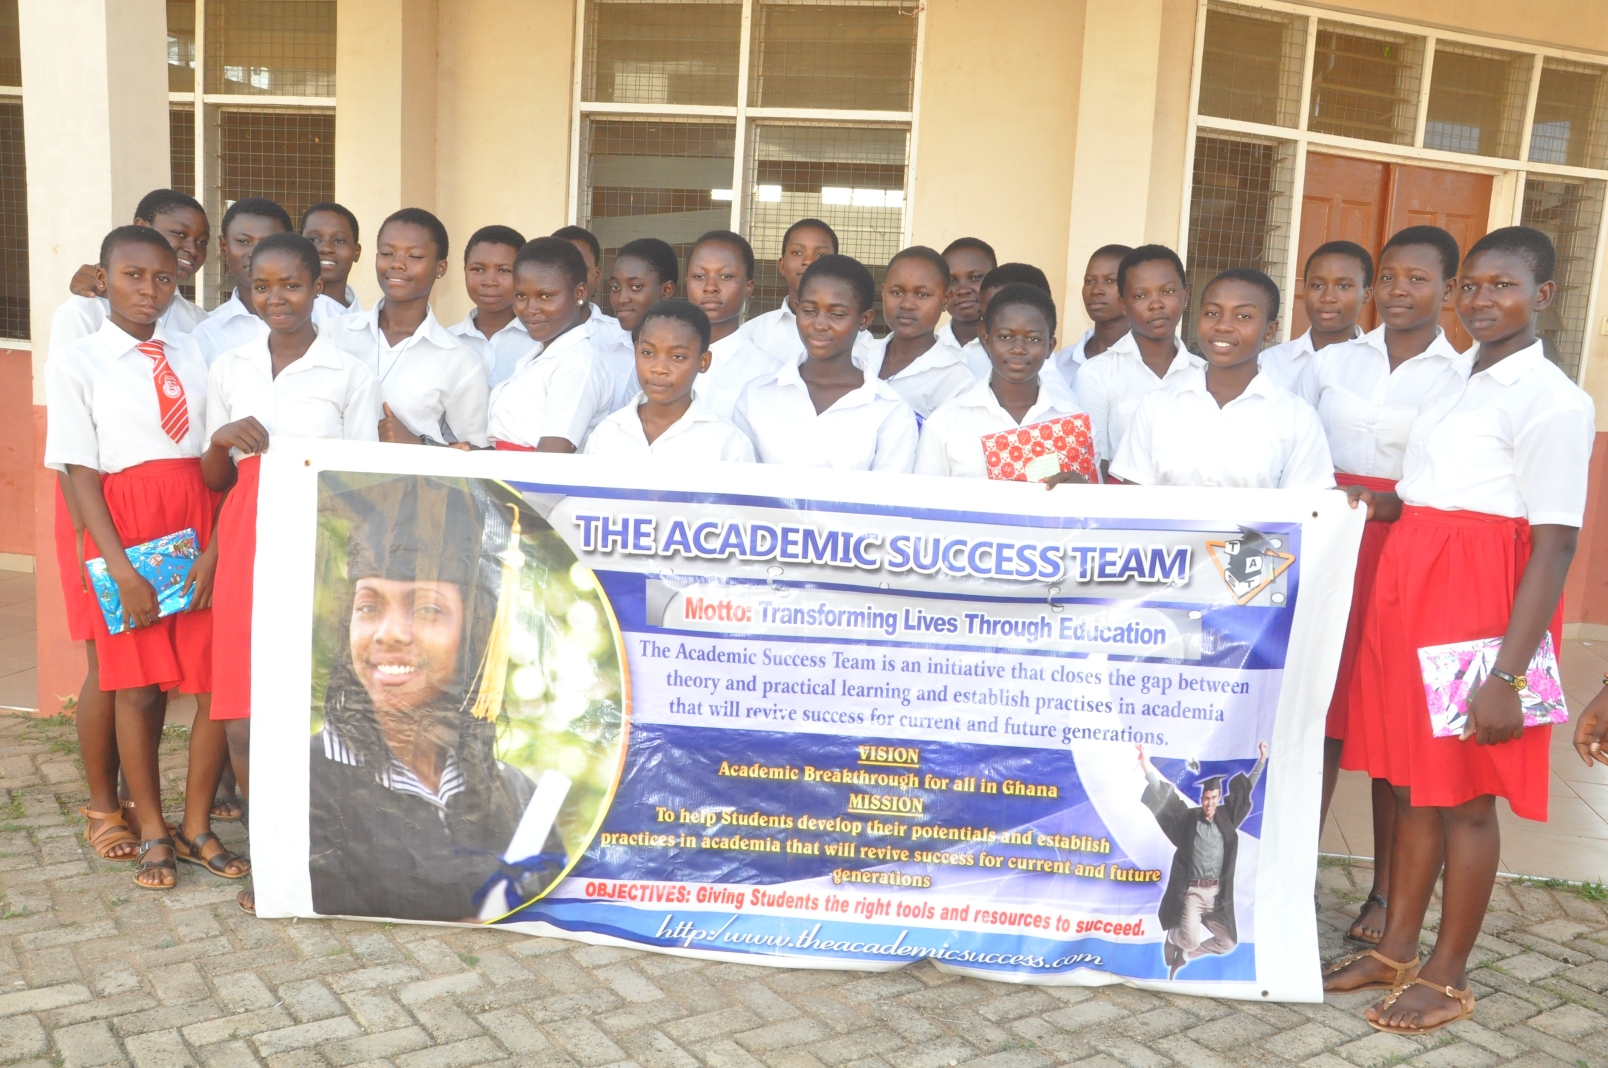 THE ACADEMIC SUCCESS TEAM
T A S T
Motto: Transforming Lives Through Education
The Academic Success Team is an initiative that closes the gap between
theory and practical learning and establish practises in academia
that will revive success for current and future generations.
VISION
Academic Breakthrough for all in Ghana
MISSION
To help Students develop their potentials and establish
practices in academia that will revive success for current and future
generations
OBJECTIVES: Giving Students the right tools and resources to succeed.
http:/www.theacademicsuccess.com